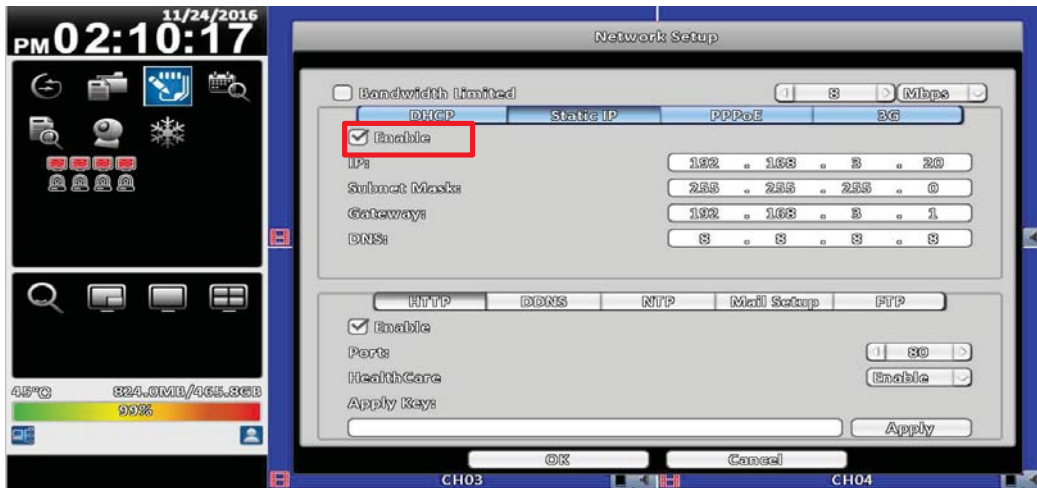 11/24/2016
PM 02:10:17
45°C 824.0MB/465.8GB
99%
Network Setup
Bandwidth Limited 8 Mbps
DHCP Static IP PPPoE 3G
Enable
IP: 192 . 168 . 3 . 20
Subnet Mask: 255 . 255 . 255 . 0
Gateway: 192 . 168 . 3 . 1
DNS: 8 . 8 . 8 . 8
HTTP DDNS NTP Mail Setup FTP
Enable
Port: 80
HealthCare Enable
Apply Key:
Apply
OK Cancel
CH03 CH04